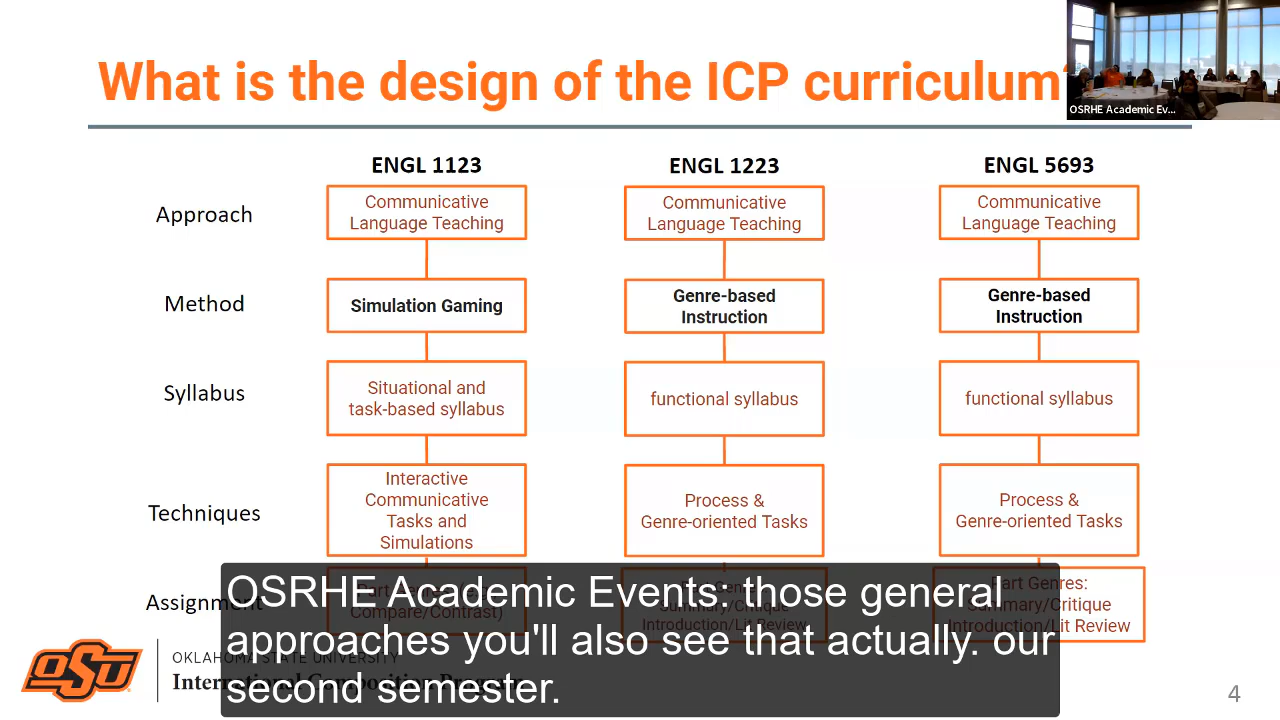 What is the design of the ICP curriculum
OSRHE Academic Ev...
ENGL 1123
ENGL 1223
ENGL 5693
Approach
Communicative
Language Teaching
Communicative
Language Teaching
Communicative
Language Teaching
Method
Simulation Gaming
Genre-based
Instruction
Genre-based
Instruction
Syllabus
Situational and
task-based syllabus
functional syllabus
functional syllabus
Techniques
Interactive
Communicative
Tasks and
Simulations
Process &
Genre-oriented Tasks
Process &
Genre-oriented Tasks
Assignment
Compare/Contrast)
Summary/Critique
Introduction/Lit Review
Part Genres:
Summary/Critique
Introduction/Lit Review
OSRHE Academic Events: those general
approaches you'll also see that actually. our
second semester.
OSU
OKLAHOMA STATE UNIVERSITY
International Composition Program
4